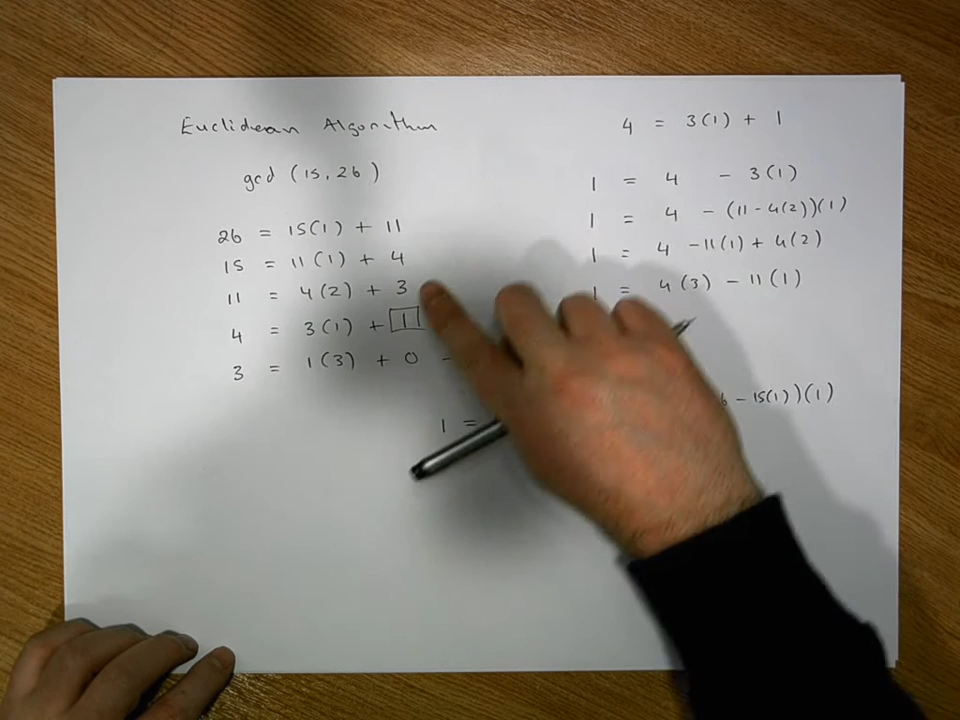 Euclidean Algorithm
gcd (15, 26)
26 = 15(1) + 11
15 = 11(1) + 4
11 = 4(2) + 3
4 = 3(1) + 1
3 = 1(3) + 0
4 = 3(1) + 1
1 = 4 - 3(1)
1 = 4 - (11 - 4(2))(1)
1 = 4 - 11(1) + 4(2)
1 = 4(3) - 11(1)
- 15(1))(1)
1 =